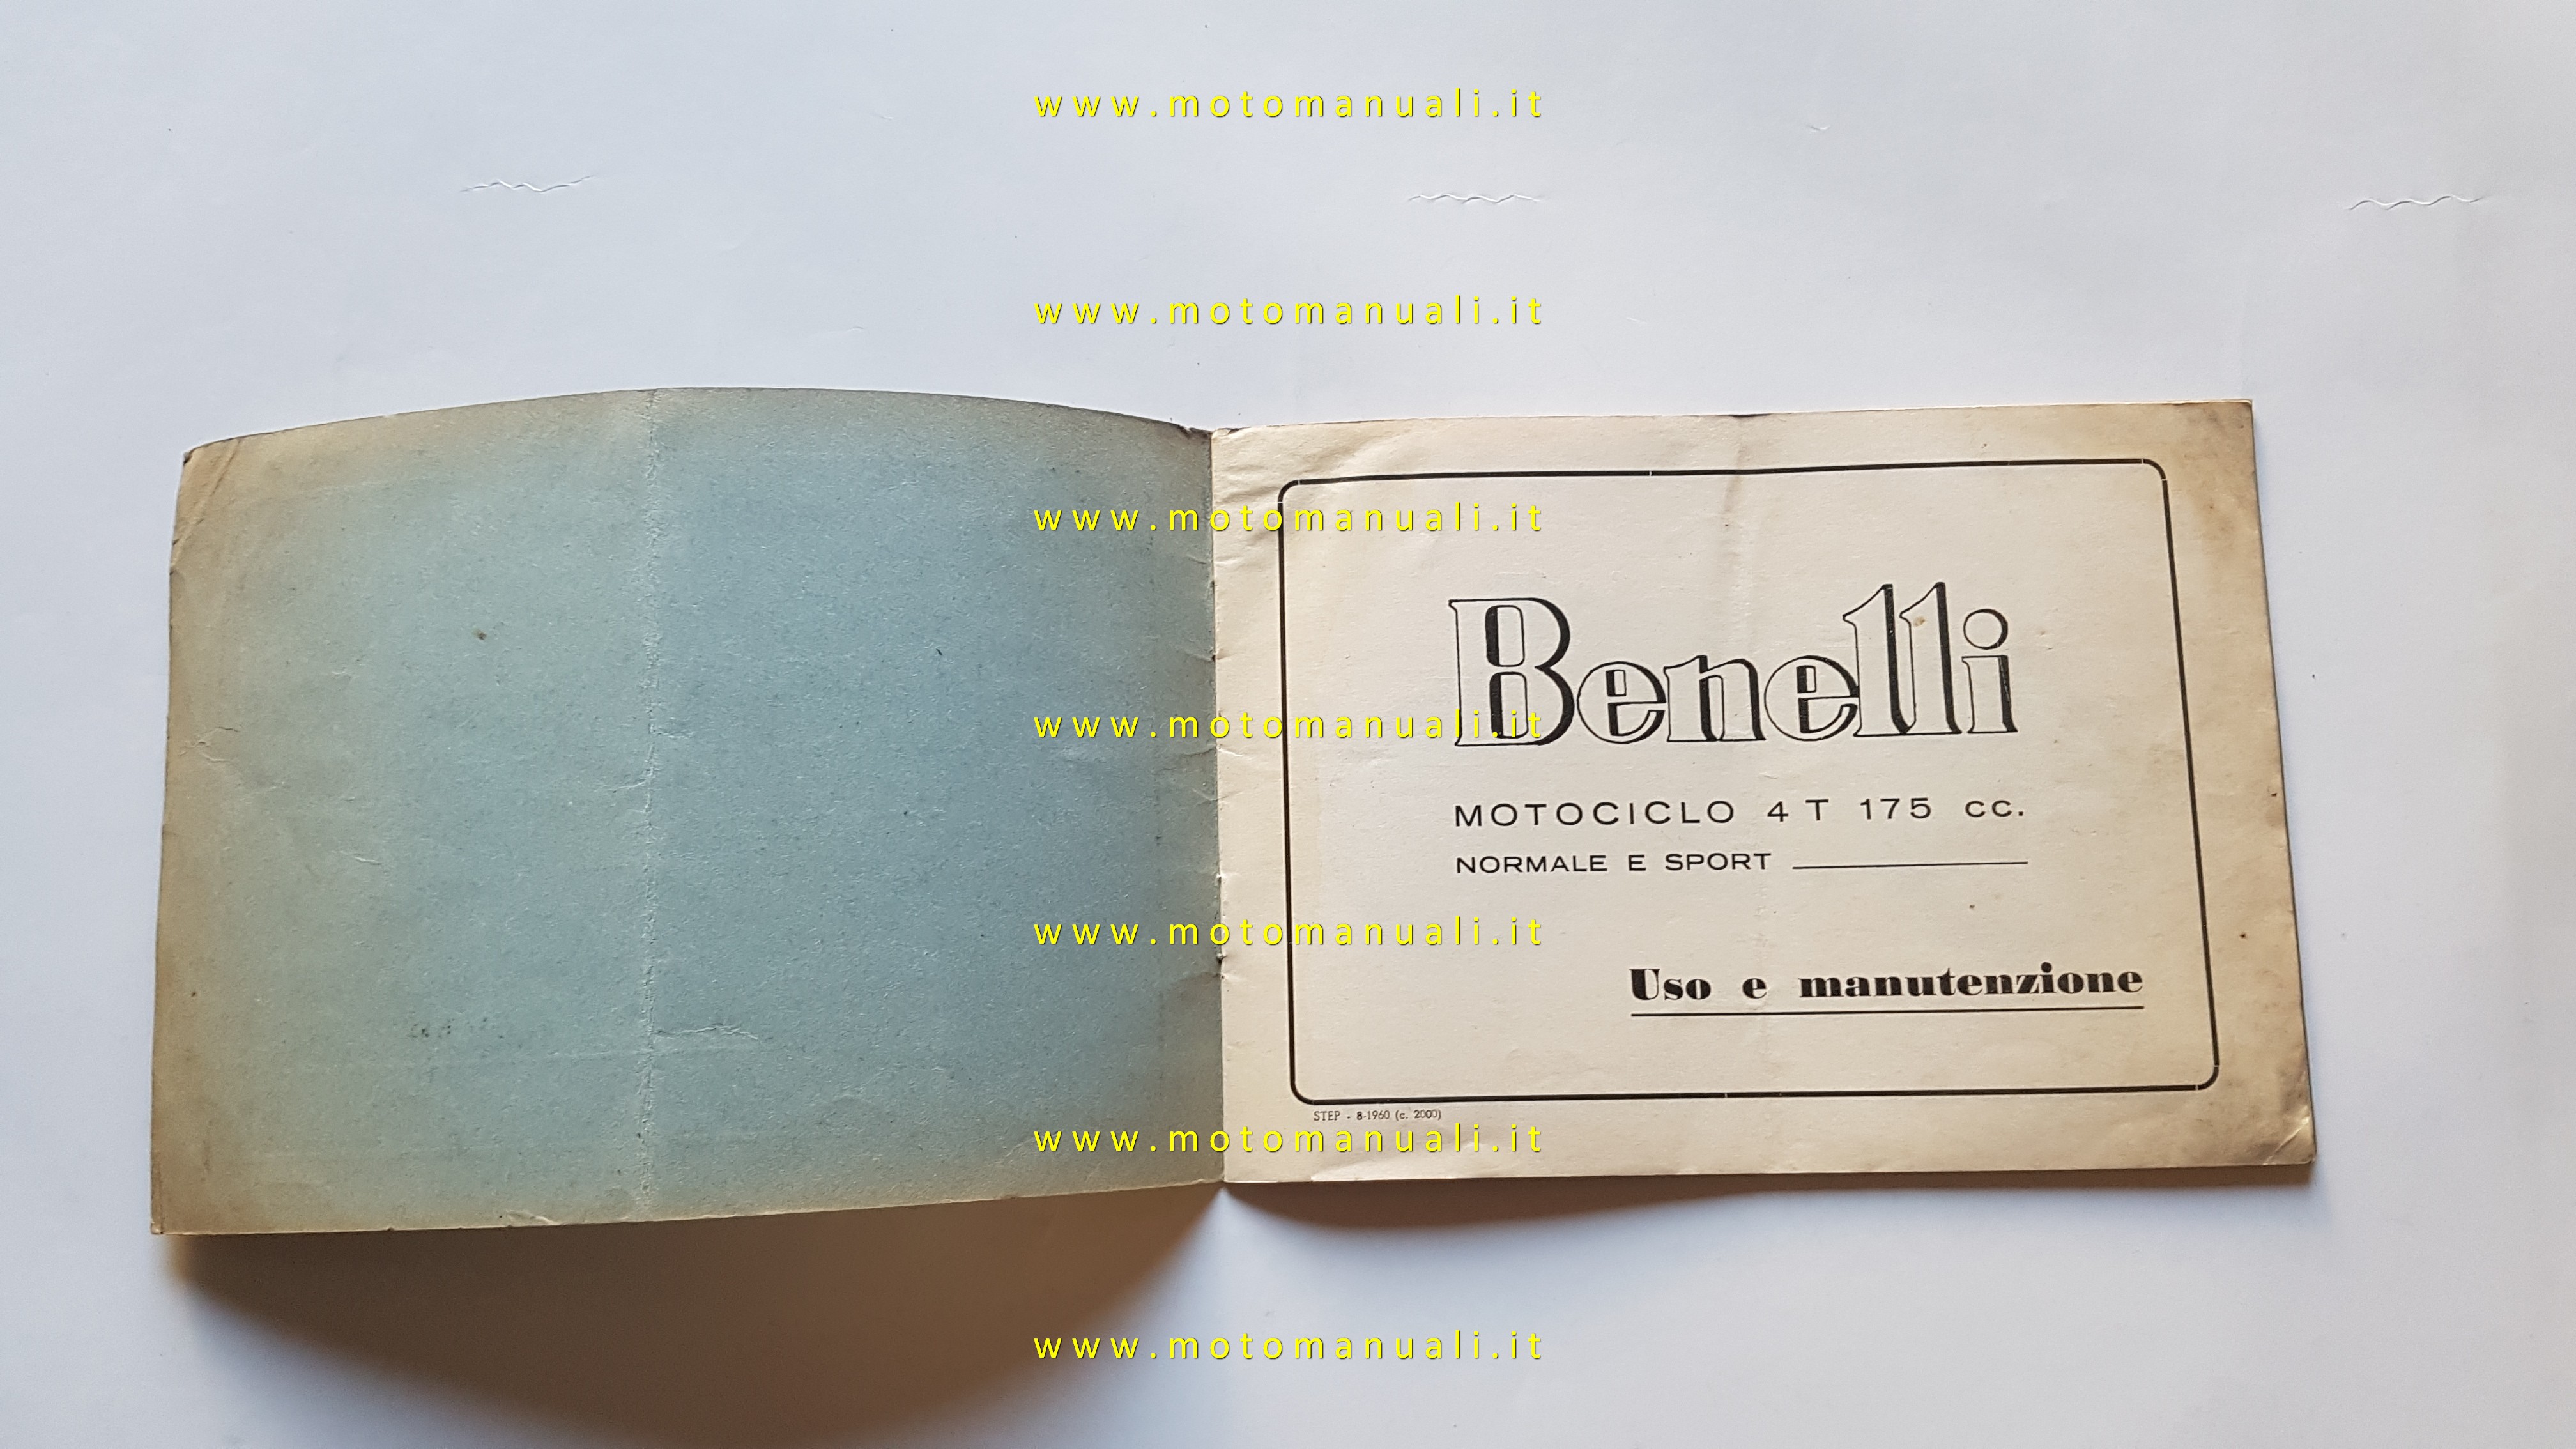 www.motomanuali.it
www.motomanuali.it
www.motomanuali.it
Benelli
www.motomanuali.it
MOTOCICLO 4 T 175 cc.
NORMALE E SPORT
www.motomanuali.it
Uso e manutenzione
STEP - 8-1960 (c. 2000)
www.motomanuali.it
www.motomanuali.it